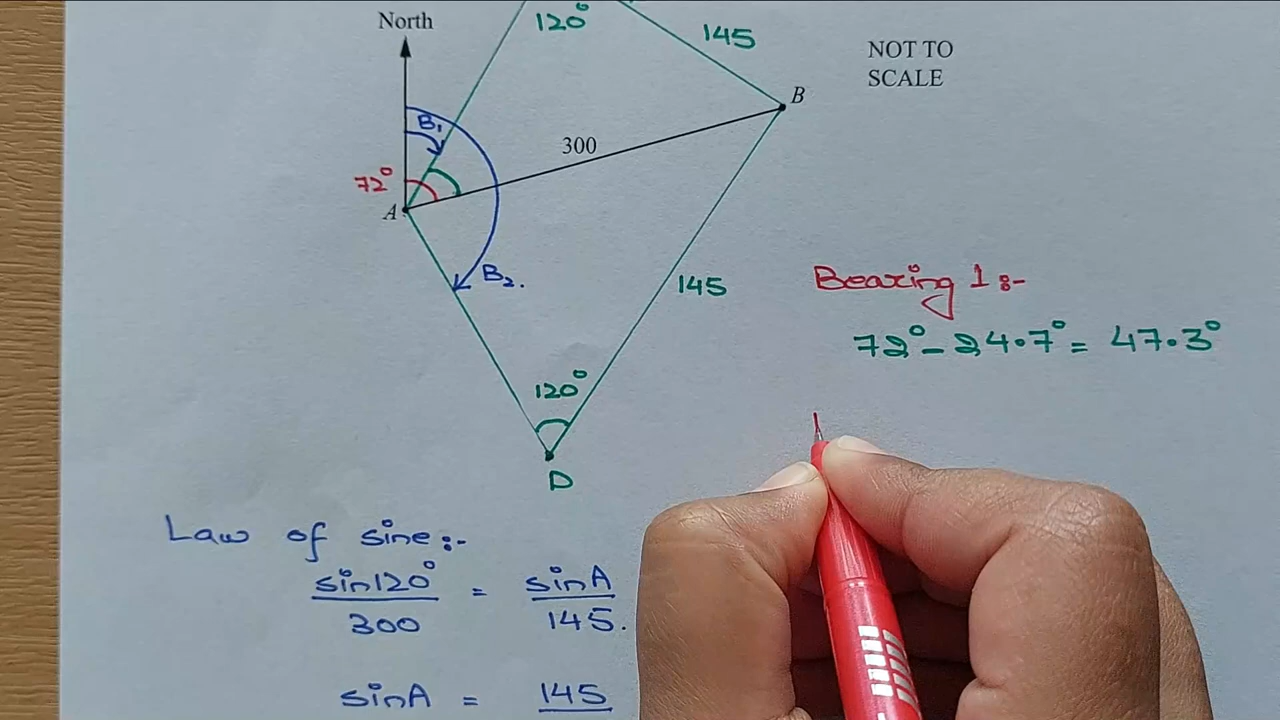 North
120°
145
NOT TO
SCALE
B
B₁
300
72°
A
B₂.
145
Bearing 1:-
72° - 24.7° = 47.3°
120°
D
Law of sine:-
sin120° = sinA
300 145.
sinA = 145